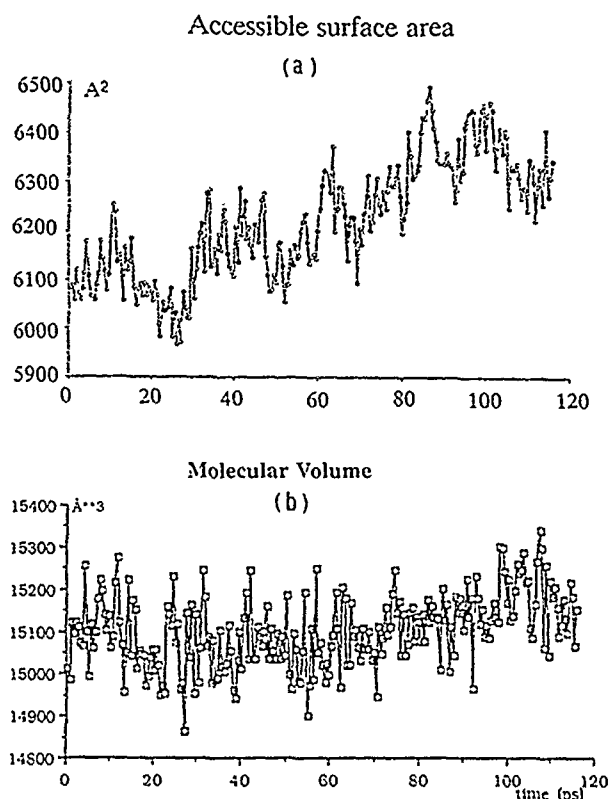 Accessible surface area
(a)
A²
6500
6400
6300
6200
6100
6000
5900
0 20 40 60 80 100 120
Molecular Volume
(b)
Å**3
15400
15300
15200
15100
15000
14900
14800
0 20 40 60 80 100 120
time (ps)